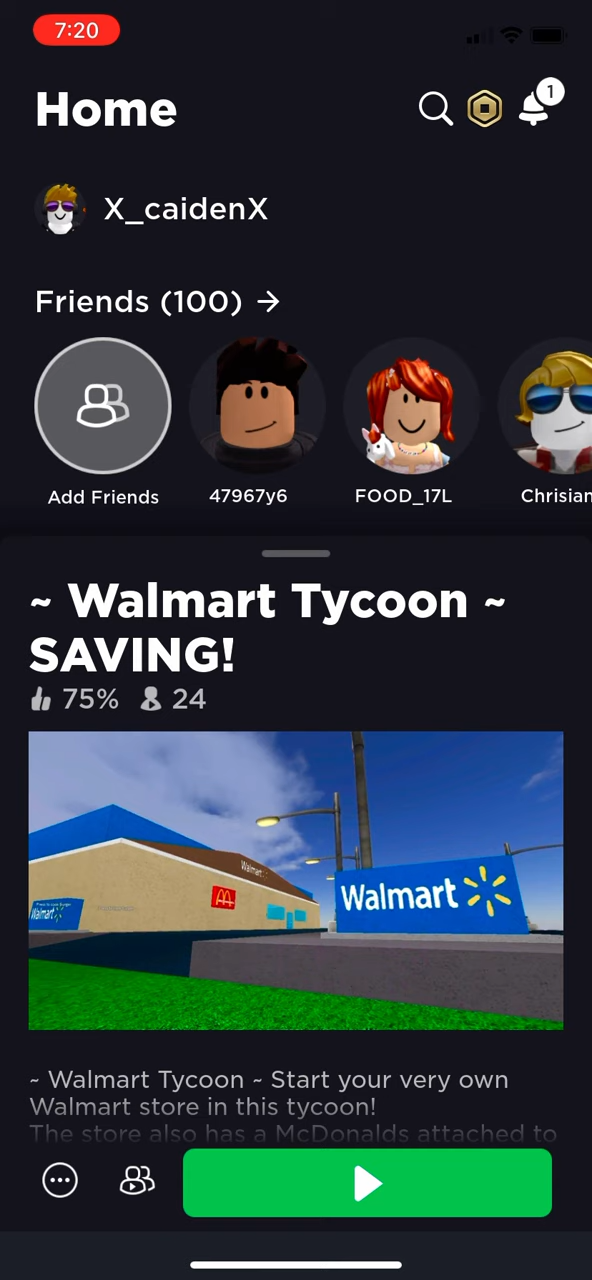 7:20
Home
1
X_caidenX
Friends (100) →
Add Friends
47967y6
FOOD_17L
Chrisian
~ Walmart Tycoon ~
SAVING!
75% 24
Walmart
Walmart
Walmart
~ Walmart Tycoon ~ Start your very own
Walmart store in this tycoon!
The store also has a McDonalds attached to